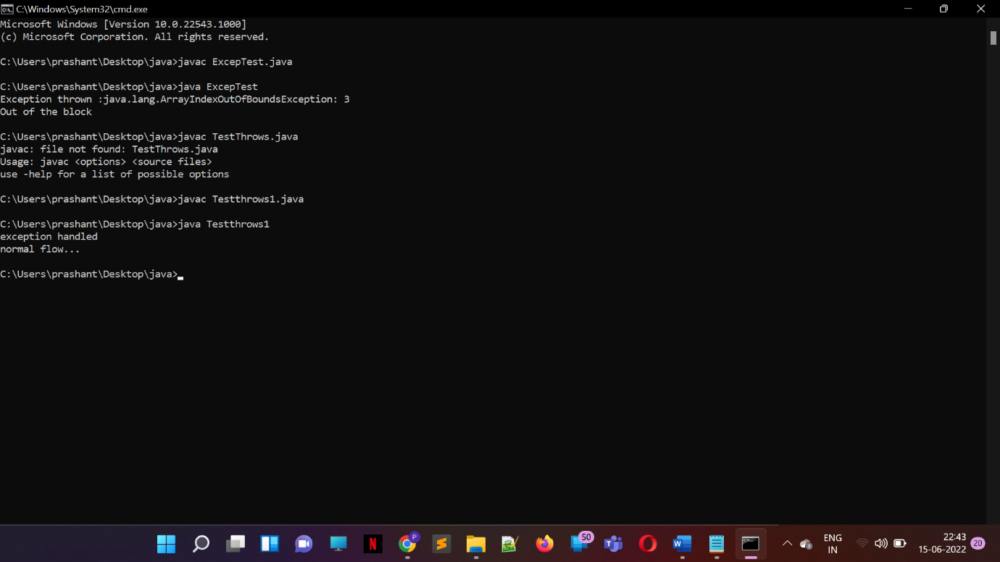 C:\Windows\System32\cmd.exe
Microsoft Windows [Version 10.0.22543.1000]
(c) Microsoft Corporation. All rights reserved.
C:\Users\prashant\Desktop\java>javac ExcepTest.java
C:\Users\prashant\Desktop\java>java ExcepTest
Exception thrown :java.lang.ArrayIndexOutOfBoundsException: 3
Out of the block
C:\Users\prashant\Desktop\java>javac TestThrows.java
javac: file not found: TestThrows.java
Usage: javac <options> <source files>
use -help for a list of possible options
C:\Users\prashant\Desktop\java>javac Testthrows1.java
C:\Users\prashant\Desktop\java>java Testthrows1
exception handled
normal flow...
C:\Users\prashant\Desktop\java>
N
P
50
T
W
ENG
IN
22:43
15-06-2022
20